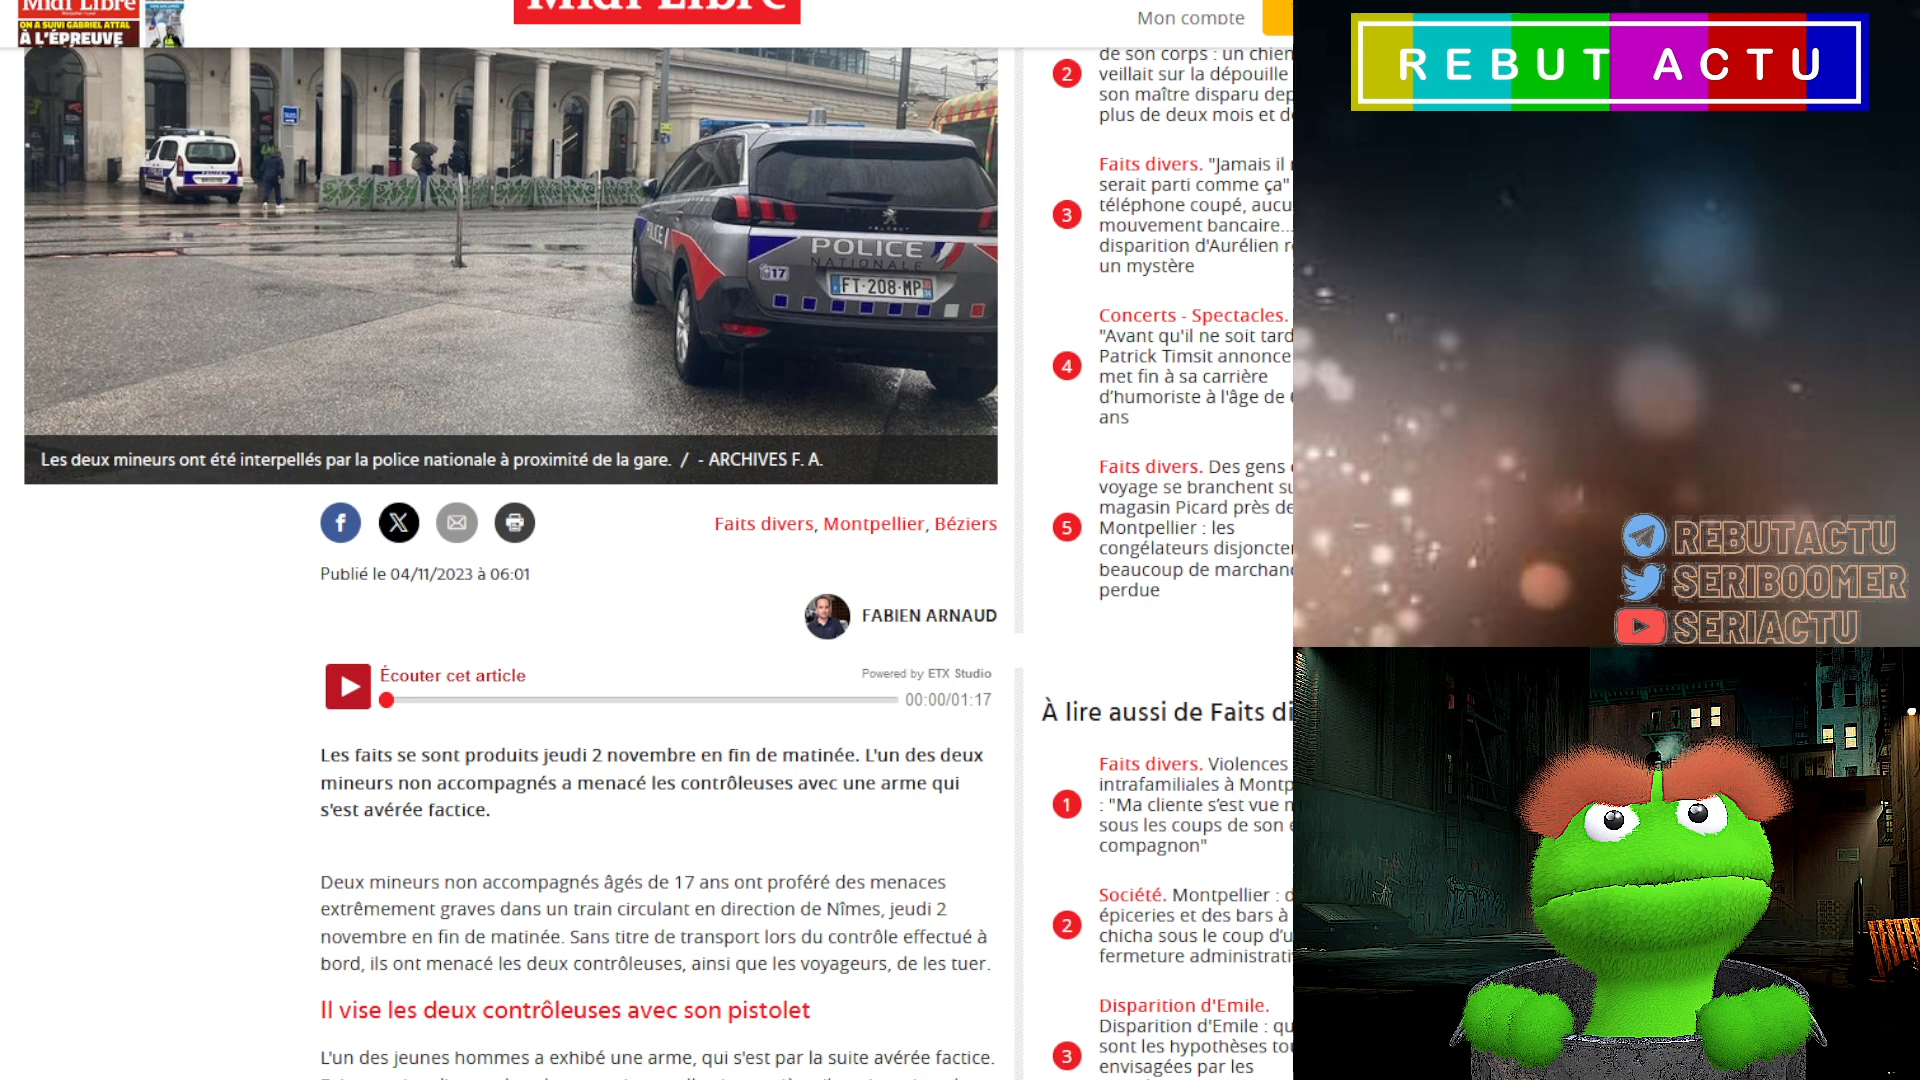 Midi Libre
ON A SUIVI GABRIEL ATTAL
À L'ÉPREUVE
Midi Libre
Mon compte
POLICE
POLICE
NATIONALE
17
FT-208-MP
Les deux mineurs ont été interpellés par la police nationale à proximité de la gare. / - ARCHIVES F. A.
Faits divers, Montpellier, Béziers
Publié le 04/11/2023 à 06:01
FABIEN ARNAUD
Écouter cet article
Powered by ETX Studio
00:00/01:17
Les faits se sont produits jeudi 2 novembre en fin de matinée. L'un des deux
mineurs non accompagnés a menacé les contrôleuses avec une arme qui
s'est avérée factice.
Deux mineurs non accompagnés âgés de 17 ans ont proféré des menaces
extrêmement graves dans un train circulant en direction de Nîmes, jeudi 2
novembre en fin de matinée. Sans titre de transport lors du contrôle effectué à
bord, ils ont menacé les deux contrôleuses, ainsi que les voyageurs, de les tuer.
Il vise les deux contrôleuses avec son pistolet
L'un des jeunes hommes a exhibé une arme, qui s'est par la suite avérée factice.
2
de son corps : un chien
veillait sur la dépouille
son maître disparu dep
plus de deux mois et d
3
Faits divers. "Jamais il
serait parti comme ça"
téléphone coupé, aucu
mouvement bancaire...
disparition d'Aurélien r
un mystère
4
Concerts - Spectacles.
"Avant qu'il ne soit tard
Patrick Timsit annonce
met fin à sa carrière
d'humoriste à l'âge de
ans
5
Faits divers. Des gens
voyage se branchent su
magasin Picard près de
Montpellier : les
congélateurs disjoncte
beaucoup de marchan
perdue
À lire aussi de Faits di
1
Faits divers. Violences
intrafamiliales à Montp
: "Ma cliente s'est vue
sous les coups de son
compagnon"
2
Société. Montpellier : d
épiceries et des bars à
chicha sous le coup d'u
fermeture administrati
3
Disparition d'Emile.
Disparition d'Emile : qu
sont les hypothèses to
envisagées par les
REBUT ACTU
REBUTACTU
SERIBOOMER
SERIACTU